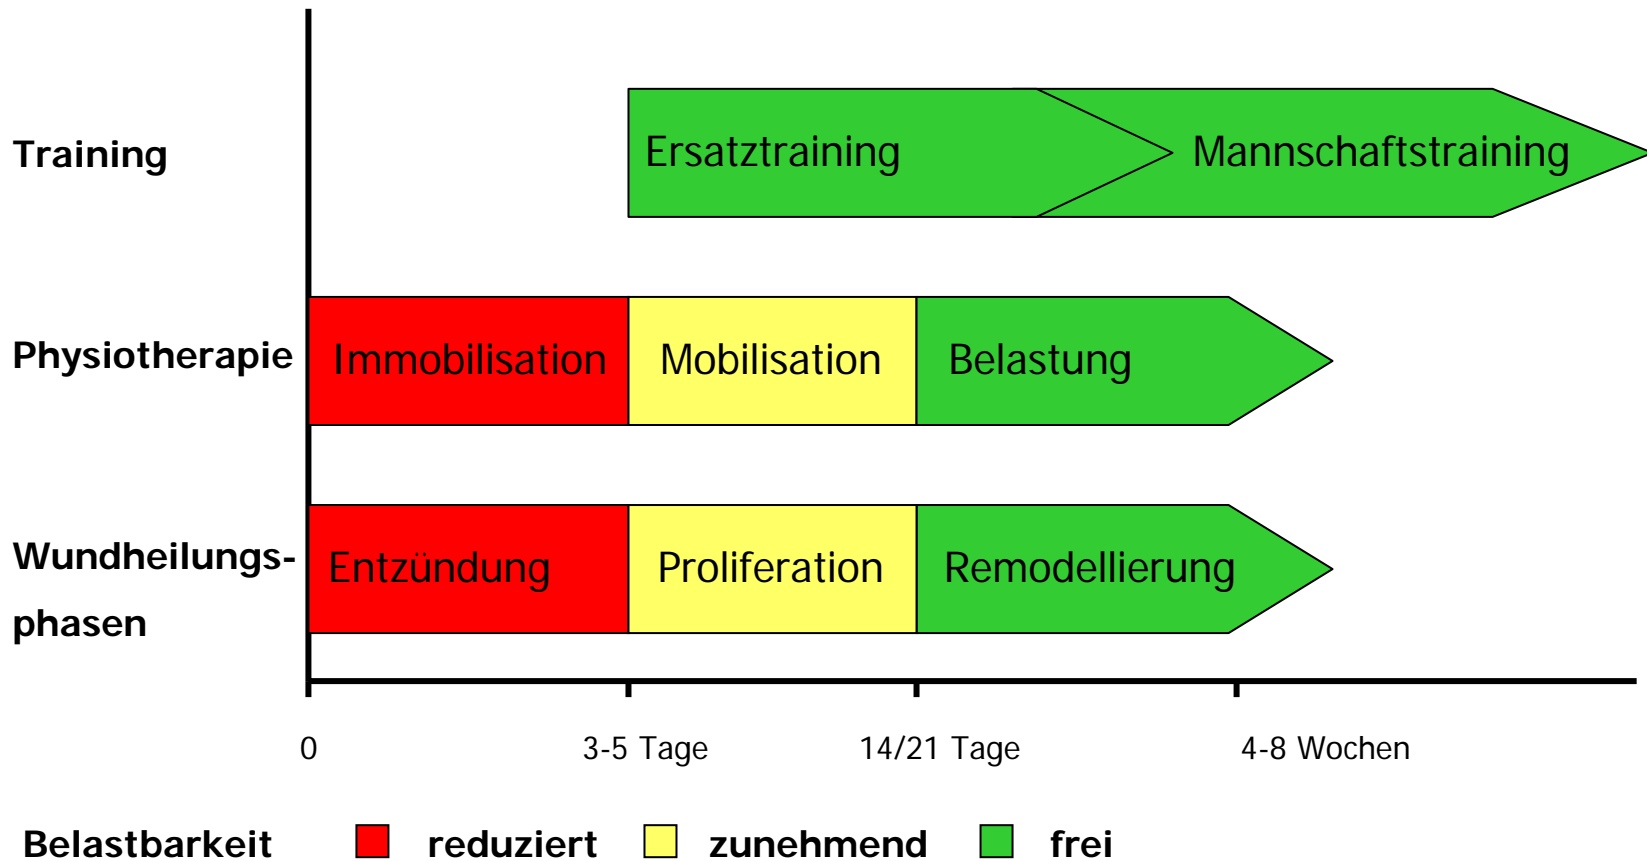 Training
Ersatztraining
Mannschaftstraining
Physiotherapie
Immobilisation
Mobilisation
Belastung
Wundheilungs-
phasen
Entzündung
Proliferation
Remodellierung
0
3-5 Tage
14/21 Tage
4-8 Wochen
Belastbarkeit
reduziert
zunehmend
frei